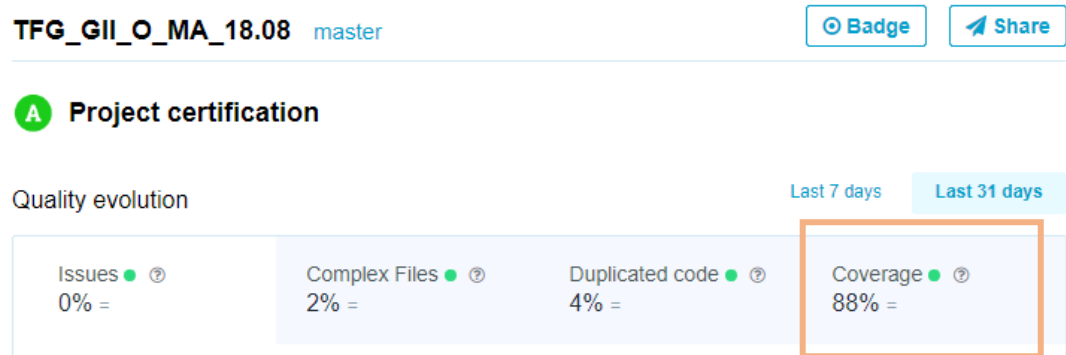 TFG_GII_O_MA_18.08 master Badge Share
A Project certification
Quality evolution Last 7 days Last 31 days
Issues ? Complex Files ? Duplicated code ? Coverage ?
0% = 2% = 4% = 88% =